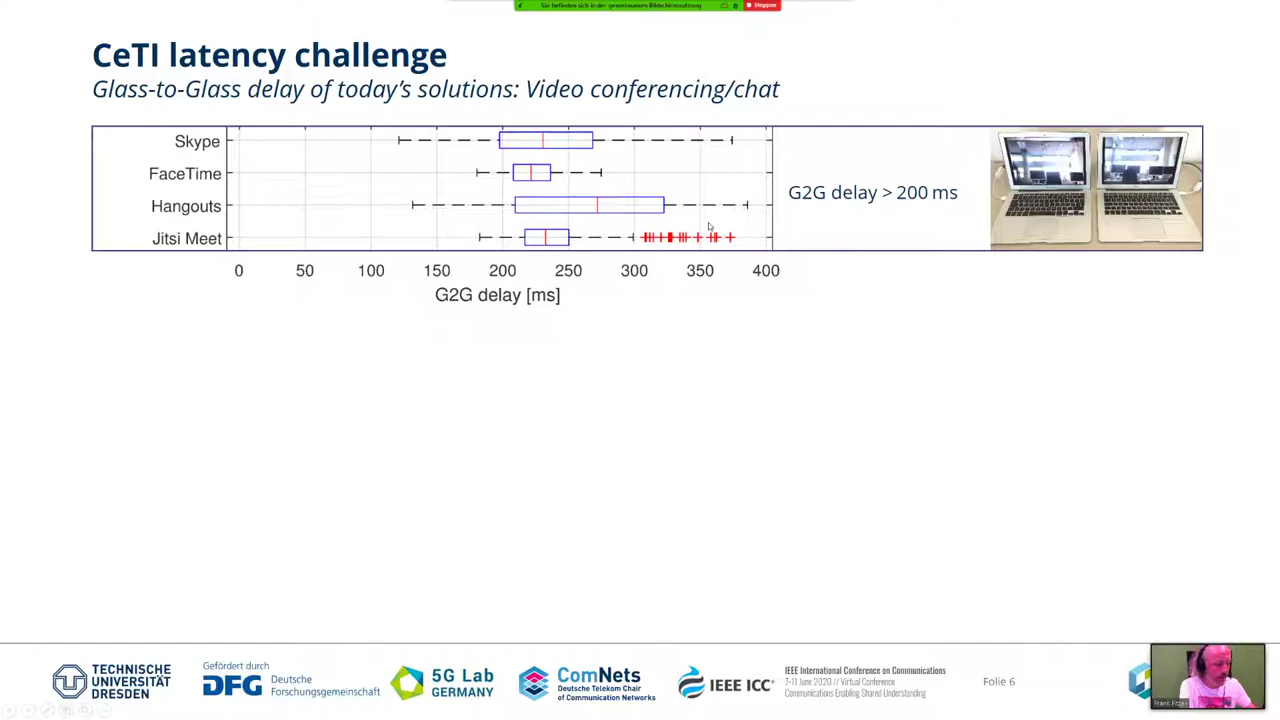 Sie befinden sich in der gemeinsamen Bildschirmnutzung
Stoppen
CeTI latency challenge
Glass-to-Glass delay of today's solutions: Video conferencing/chat
Skype
FaceTime
Hangouts
Jitsi Meet
G2G delay > 200 ms
0 50 100 150 200 250 300 350 400
G2G delay [ms]
TECHNISCHE
UNIVERSITÄT
DRESDEN
Gefördert durch
DFG Deutsche
Forschungsgemeinschaft
5G Lab
GERMANY
ComNets
Deutsche Telekom Chair
of Communication Networks
IEEE ICC
IEEE International Conference on Communications
7-11 June 2020 // Virtual Conference
Communications Enabling Shared Understanding
Folie 6